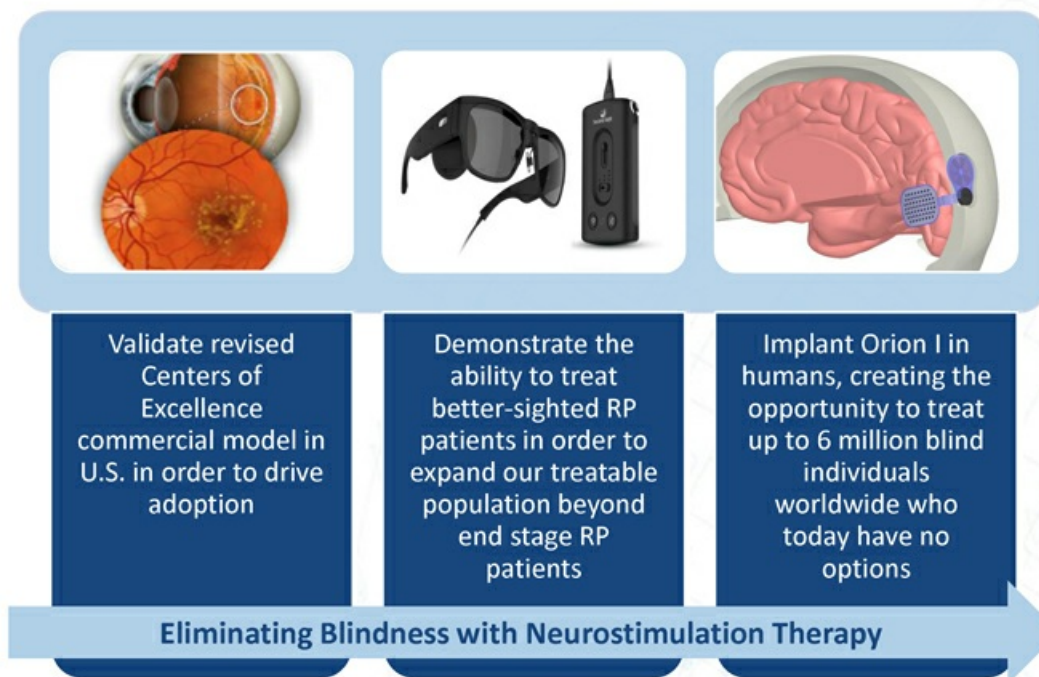 Validate revised
Centers of
Excellence
commercial model in
U.S. in order to drive
adoption
Demonstrate the
ability to treat
better-sighted RP
patients in order to
expand our treatable
population beyond
end stage RP
patients
Implant Orion I in
humans, creating the
opportunity to treat
up to 6 million blind
individuals
worldwide who
today have no
options
Eliminating Blindness with Neurostimulation Therapy